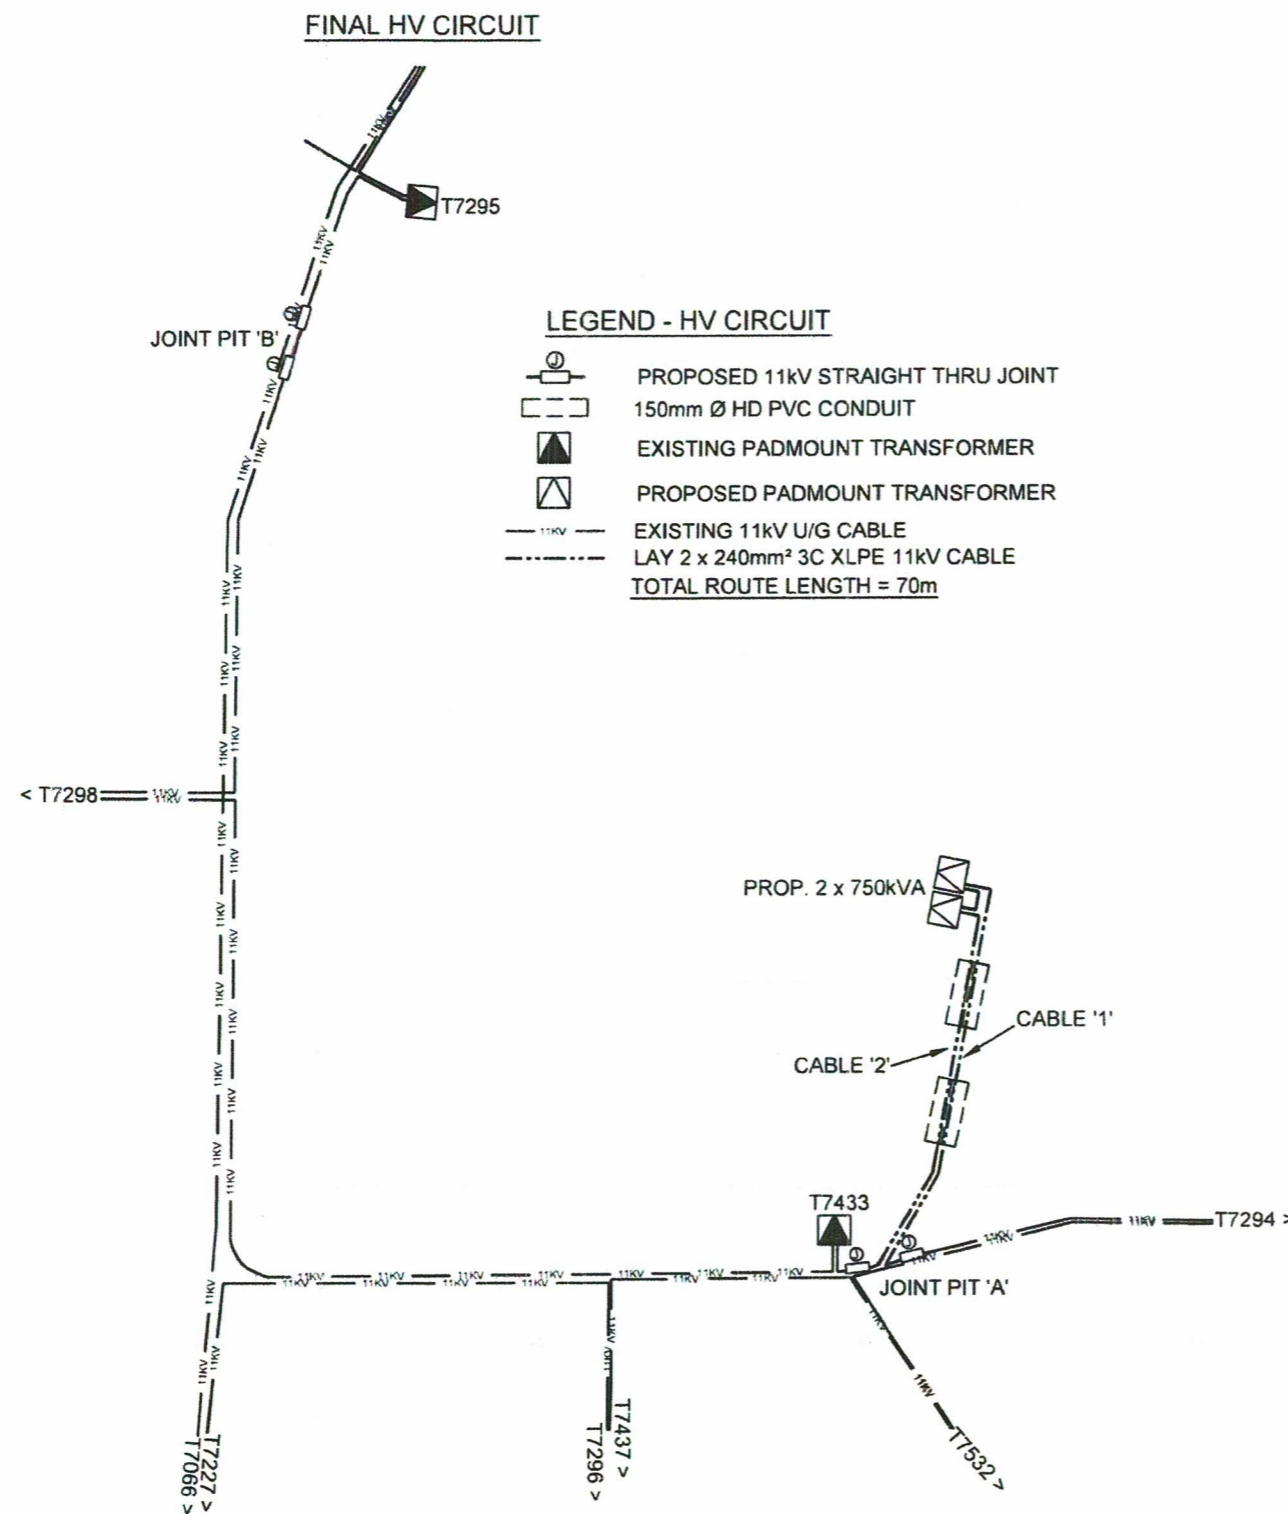 FINAL HV CIRCUIT
T7295
JOINT PIT 'B'
LEGEND - HV CIRCUIT
J
PROPOSED 11kV STRAIGHT THRU JOINT
150mm Ø HD PVC CONDUIT
EXISTING PADMOUNT TRANSFORMER
PROPOSED PADMOUNT TRANSFORMER
11KV
EXISTING 11kV U/G CABLE
LAY 2 x 240mm² 3C XLPE 11kV CABLE
TOTAL ROUTE LENGTH = 70m
< T7298
PROP. 2 x 750kVA
CABLE '1'
CABLE '2'
T7433
T7294 >
JOINT PIT 'A'
T7066 >
T7227 >
T7296 >
T7437 >
T7532 >